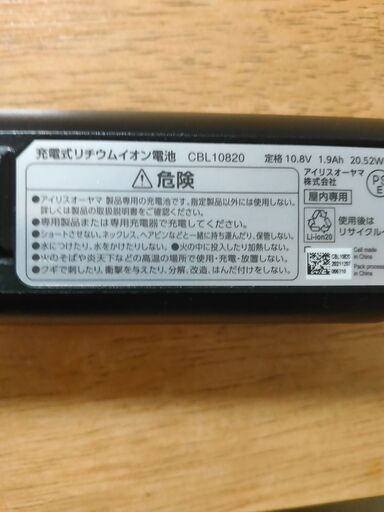 充電式リチウムイオン電池 CBL10820 定格 10.8V 1.9Ah 20.52W
⚠危険
●アイリスオーヤマ 製品専用の充電池です。指定製品以外には使用しない。
詳しくは製品の取扱説明書をご確認ください。
●専用製品または専用充電器で充電してください。
●ショートさせない、ネックレス、ヘアピンなどと一緒に持ち運んだり、保管しない。
●水につけたり、水をかけたりしない。●火の中に投入したり加熱しない。
●火のそばや炎天下などの高温の場所で使用・充電・放置しない。
●クギで刺したり、衝撃を与えたり、分解、改造、はんだ付けをしない。
アイリスオーヤマ
株式会社
屋内専用
PS
E
Li-ion20
使用後は
リサイクル
CBL10820
Cell made
in China
Pack process
in China